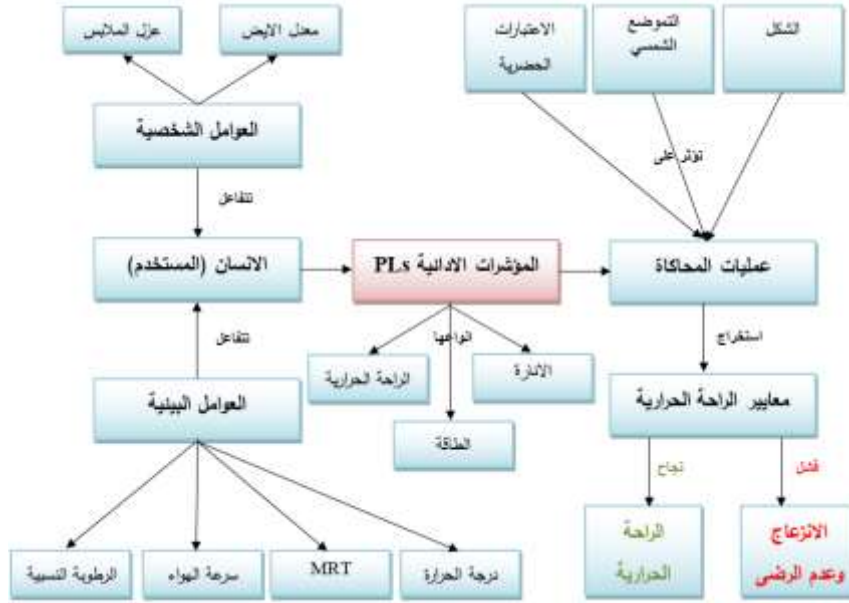 عزل الملابس
معدل الايض
الاعتبارات
الحضرية
التموضع
الشمسي
الشكل
العوامل الشخصية
تؤثر على
تتفاعل
الانسان (المستخدم)
المؤشرات الادائية PLs
عمليات المحاكاة
تتفاعل
انواعها
استخراج
الراحة الحرارية
الانارة
العوامل البيئية
معايير الراحة الحرارية
الطاقة
نجاح
فشل
الراحة
الحرارية
الانزعاج
وعدم الرضى
الرطوبة النسبية
سرعة الهواء
MRT
درجة الحرارة